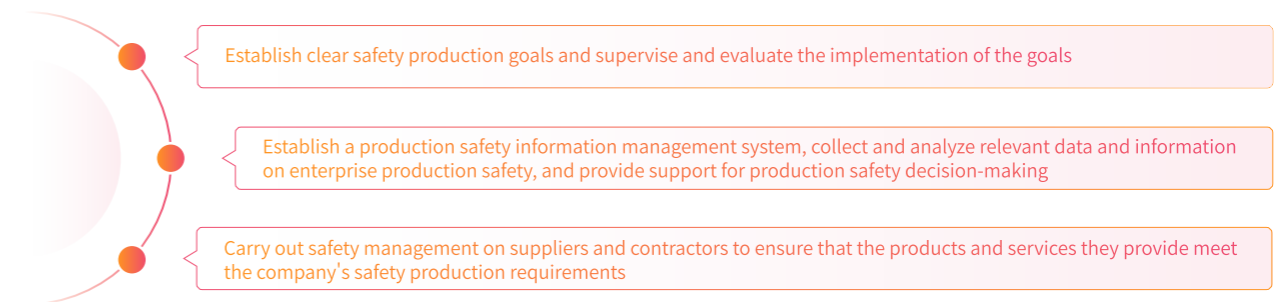 Establish clear safety production goals and supervise and evaluate the implementation of the goals
Establish a production safety information management system, collect and analyze relevant data and information
on enterprise production safety, and provide support for production safety decision-making
Carry out safety management on suppliers and contractors to ensure that the products and services they provide meet
the company's safety production requirements